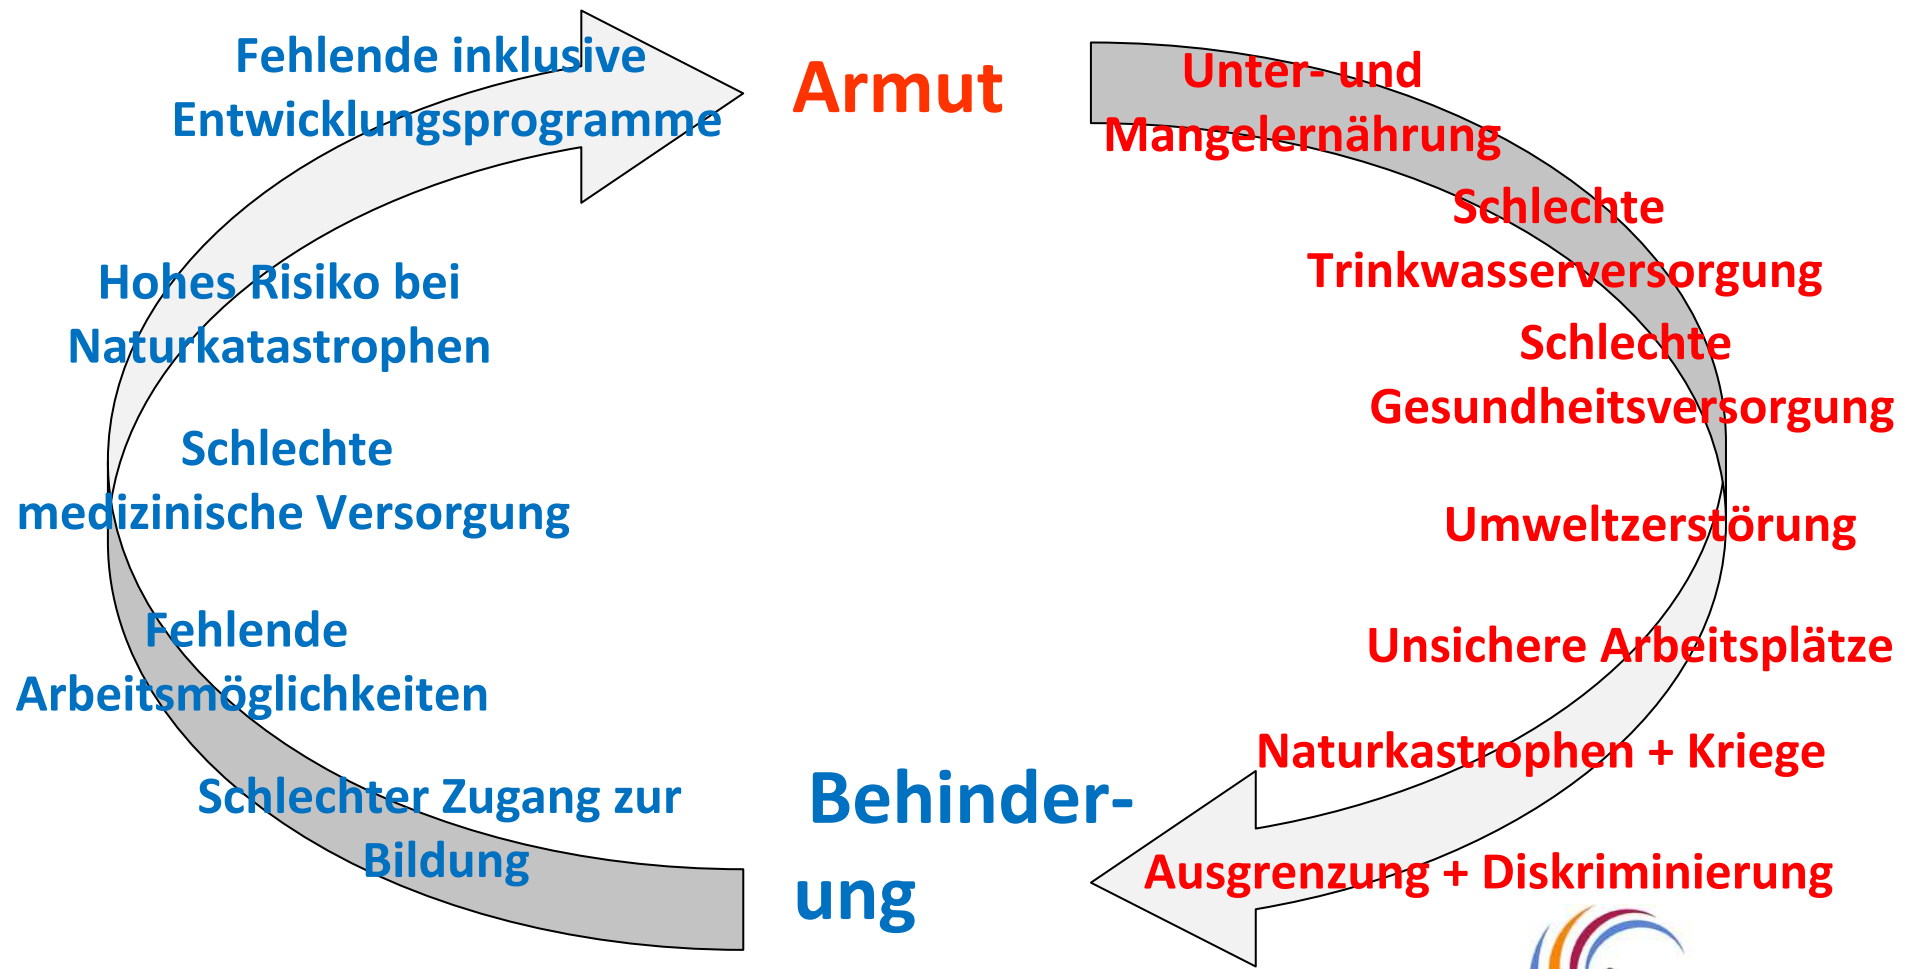 Armut
Unter- und
Mangelernährung
Schlechte
Trinkwasserversorgung
Schlechte
Gesundheitsversorgung
Umweltzerstörung
Unsichere Arbeitsplätze
Naturkastrophen + Kriege
Ausgrenzung + Diskriminierung
Behinder-
ung
Schlechter Zugang zur
Bildung
Fehlende
Arbeitsmöglichkeiten
Schlechte
medizinische Versorgung
Hohes Risiko bei
Naturkatastrophen
Fehlende inklusive
Entwicklungsprogramme